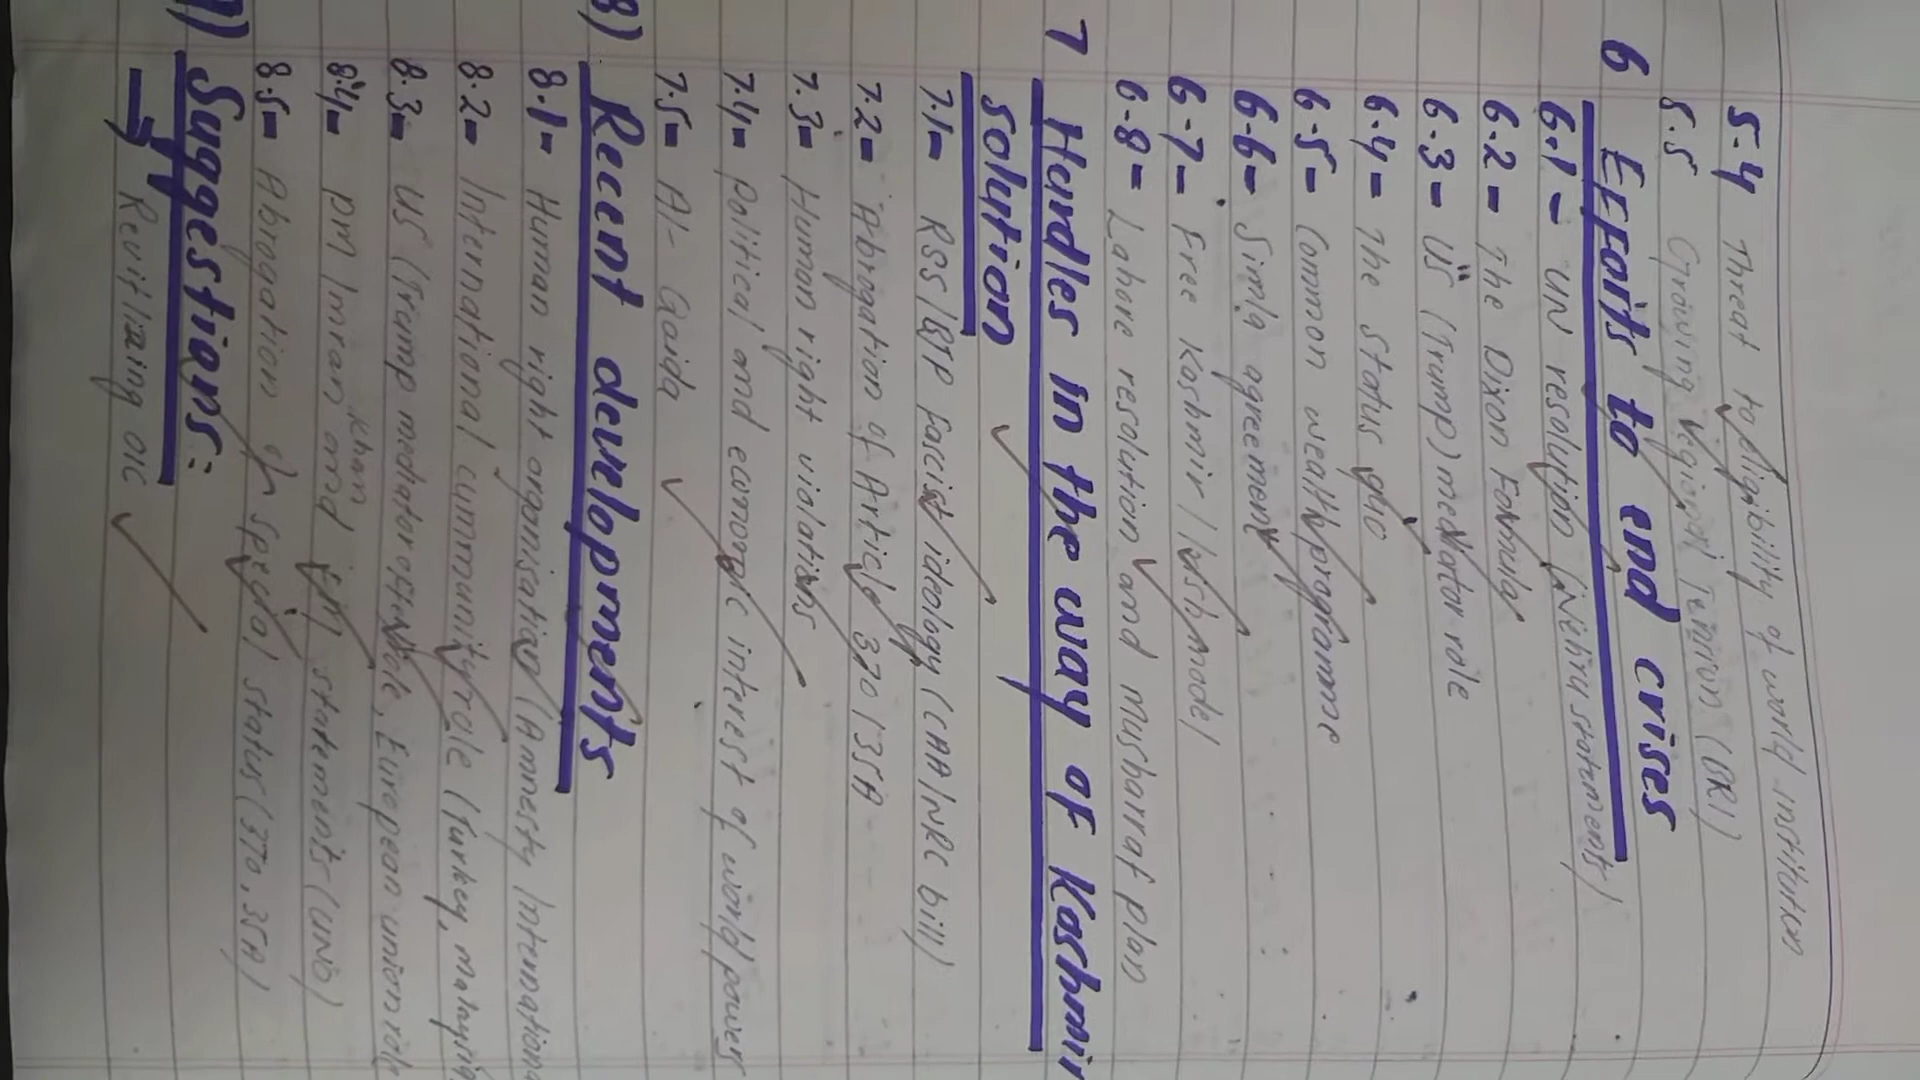 5.4 Threat to eligibility of world institution
5.5 Growing regional Tension (BRI)
6 Efforts to end crises
6.1= UN resolution (Nehru statements)
6.2= The Dixon Formula
6.3= US (Trump) mediator role
6.4= The Status quo
6.5= Common wealth programme
6.6= Simla agreement
6.7= Free Kashmir / model
6.8= Lahore resolution and musharraf plan
7 Hurdles in the way of Kashmir
solution
7.1= RSS/BJP facist ideology (CAA/NRC bill)
7.2= Abrogation of Article 370 / 35A
7.3= Human right violations
7.4= political and economic interest of world power
7.5= Al- Qaida
8) Recent developments
8.1= Human right organisation (Amnesty Internationa
8.2= International cummunity role (Turkey, malaysia
8.3= US (Trump mediator offer role, European union role
8.4= pm Imran khan and statements (UNO)
8.5= Abrogation of special status (370, 35A)
9) Suggestions:
→ Revitlizing OIC